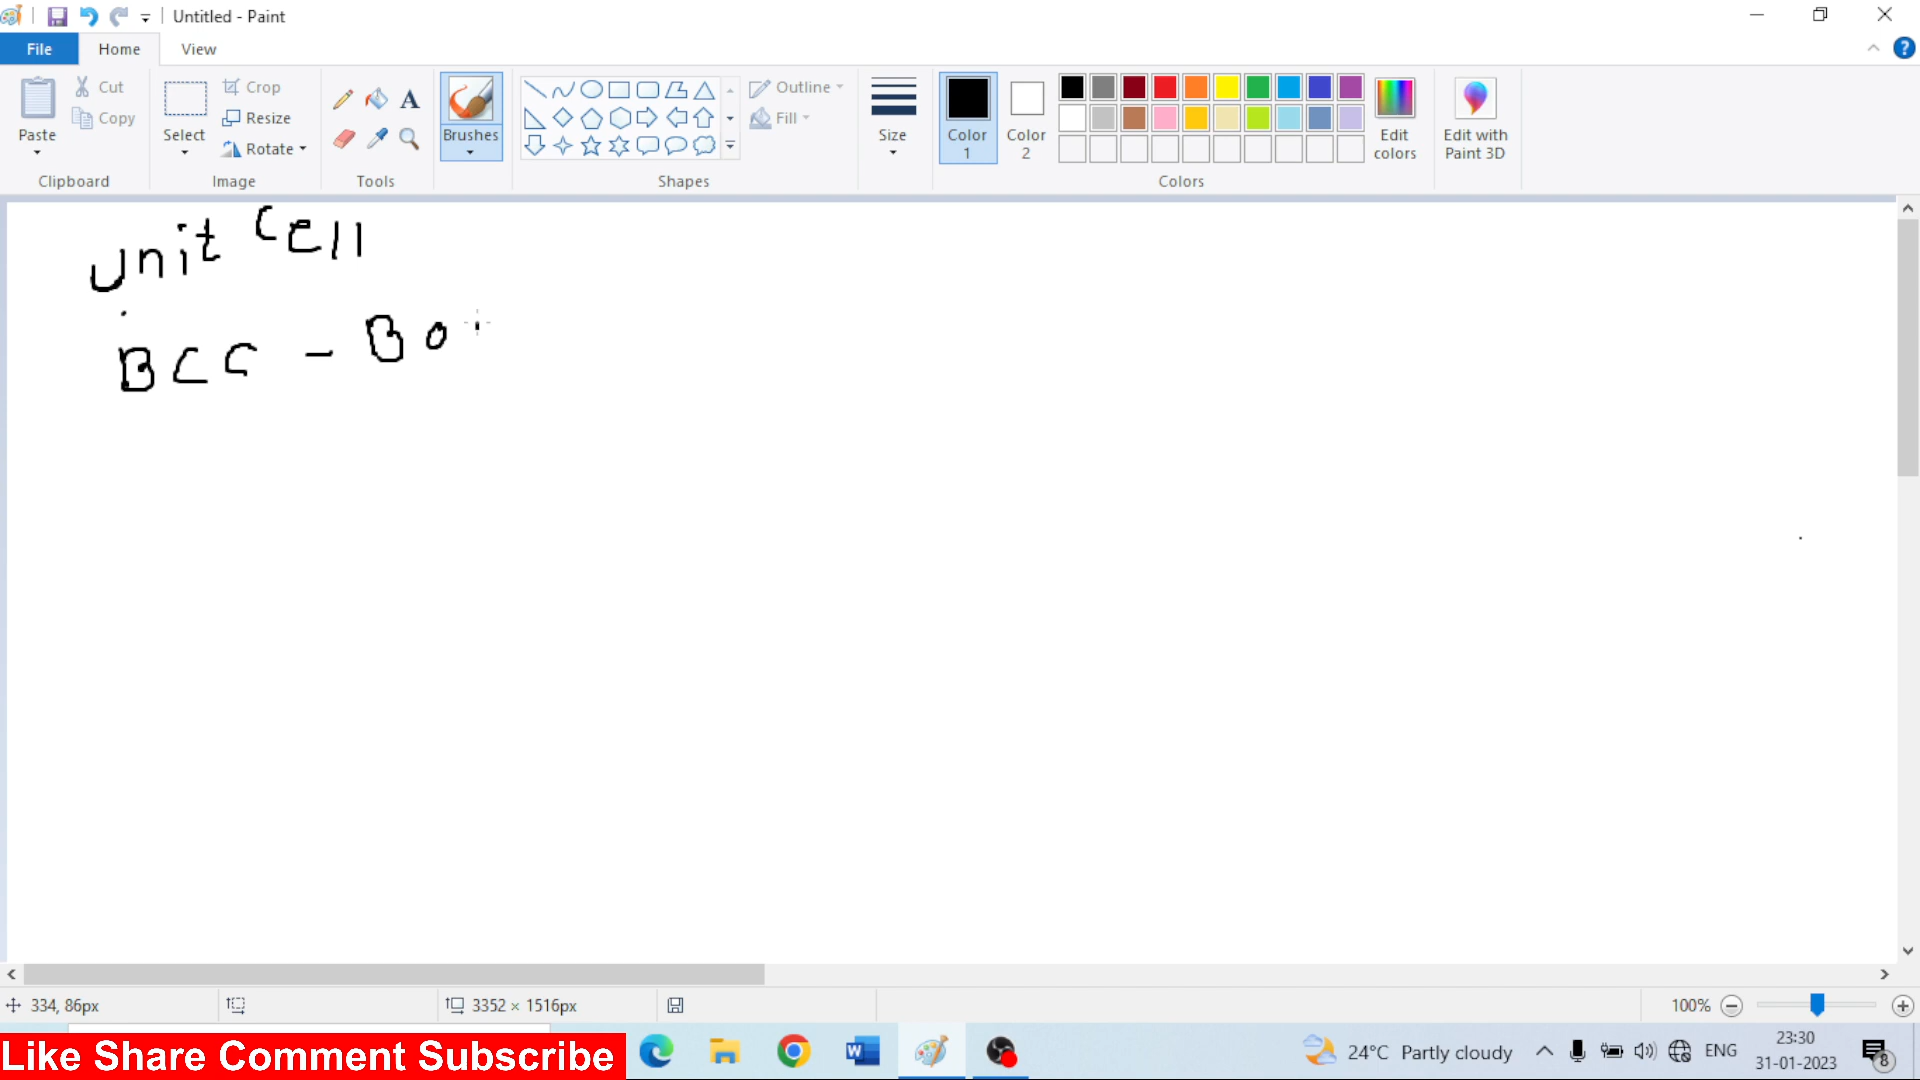 Untitled - Paint
File Home View
Paste Cut Copy Clipboard
Select Crop Resize Rotate Image
Tools
Brushes
Outline Fill Shapes
Size
Color 1 Color 2 Edit colors Colors
Edit with Paint 3D
Unit Cell
BCC - Bo
334, 86px 3352 × 1516px 100%
Like Share Comment Subscribe
24°C Partly cloudy ENG 23:30 31-01-2023 8